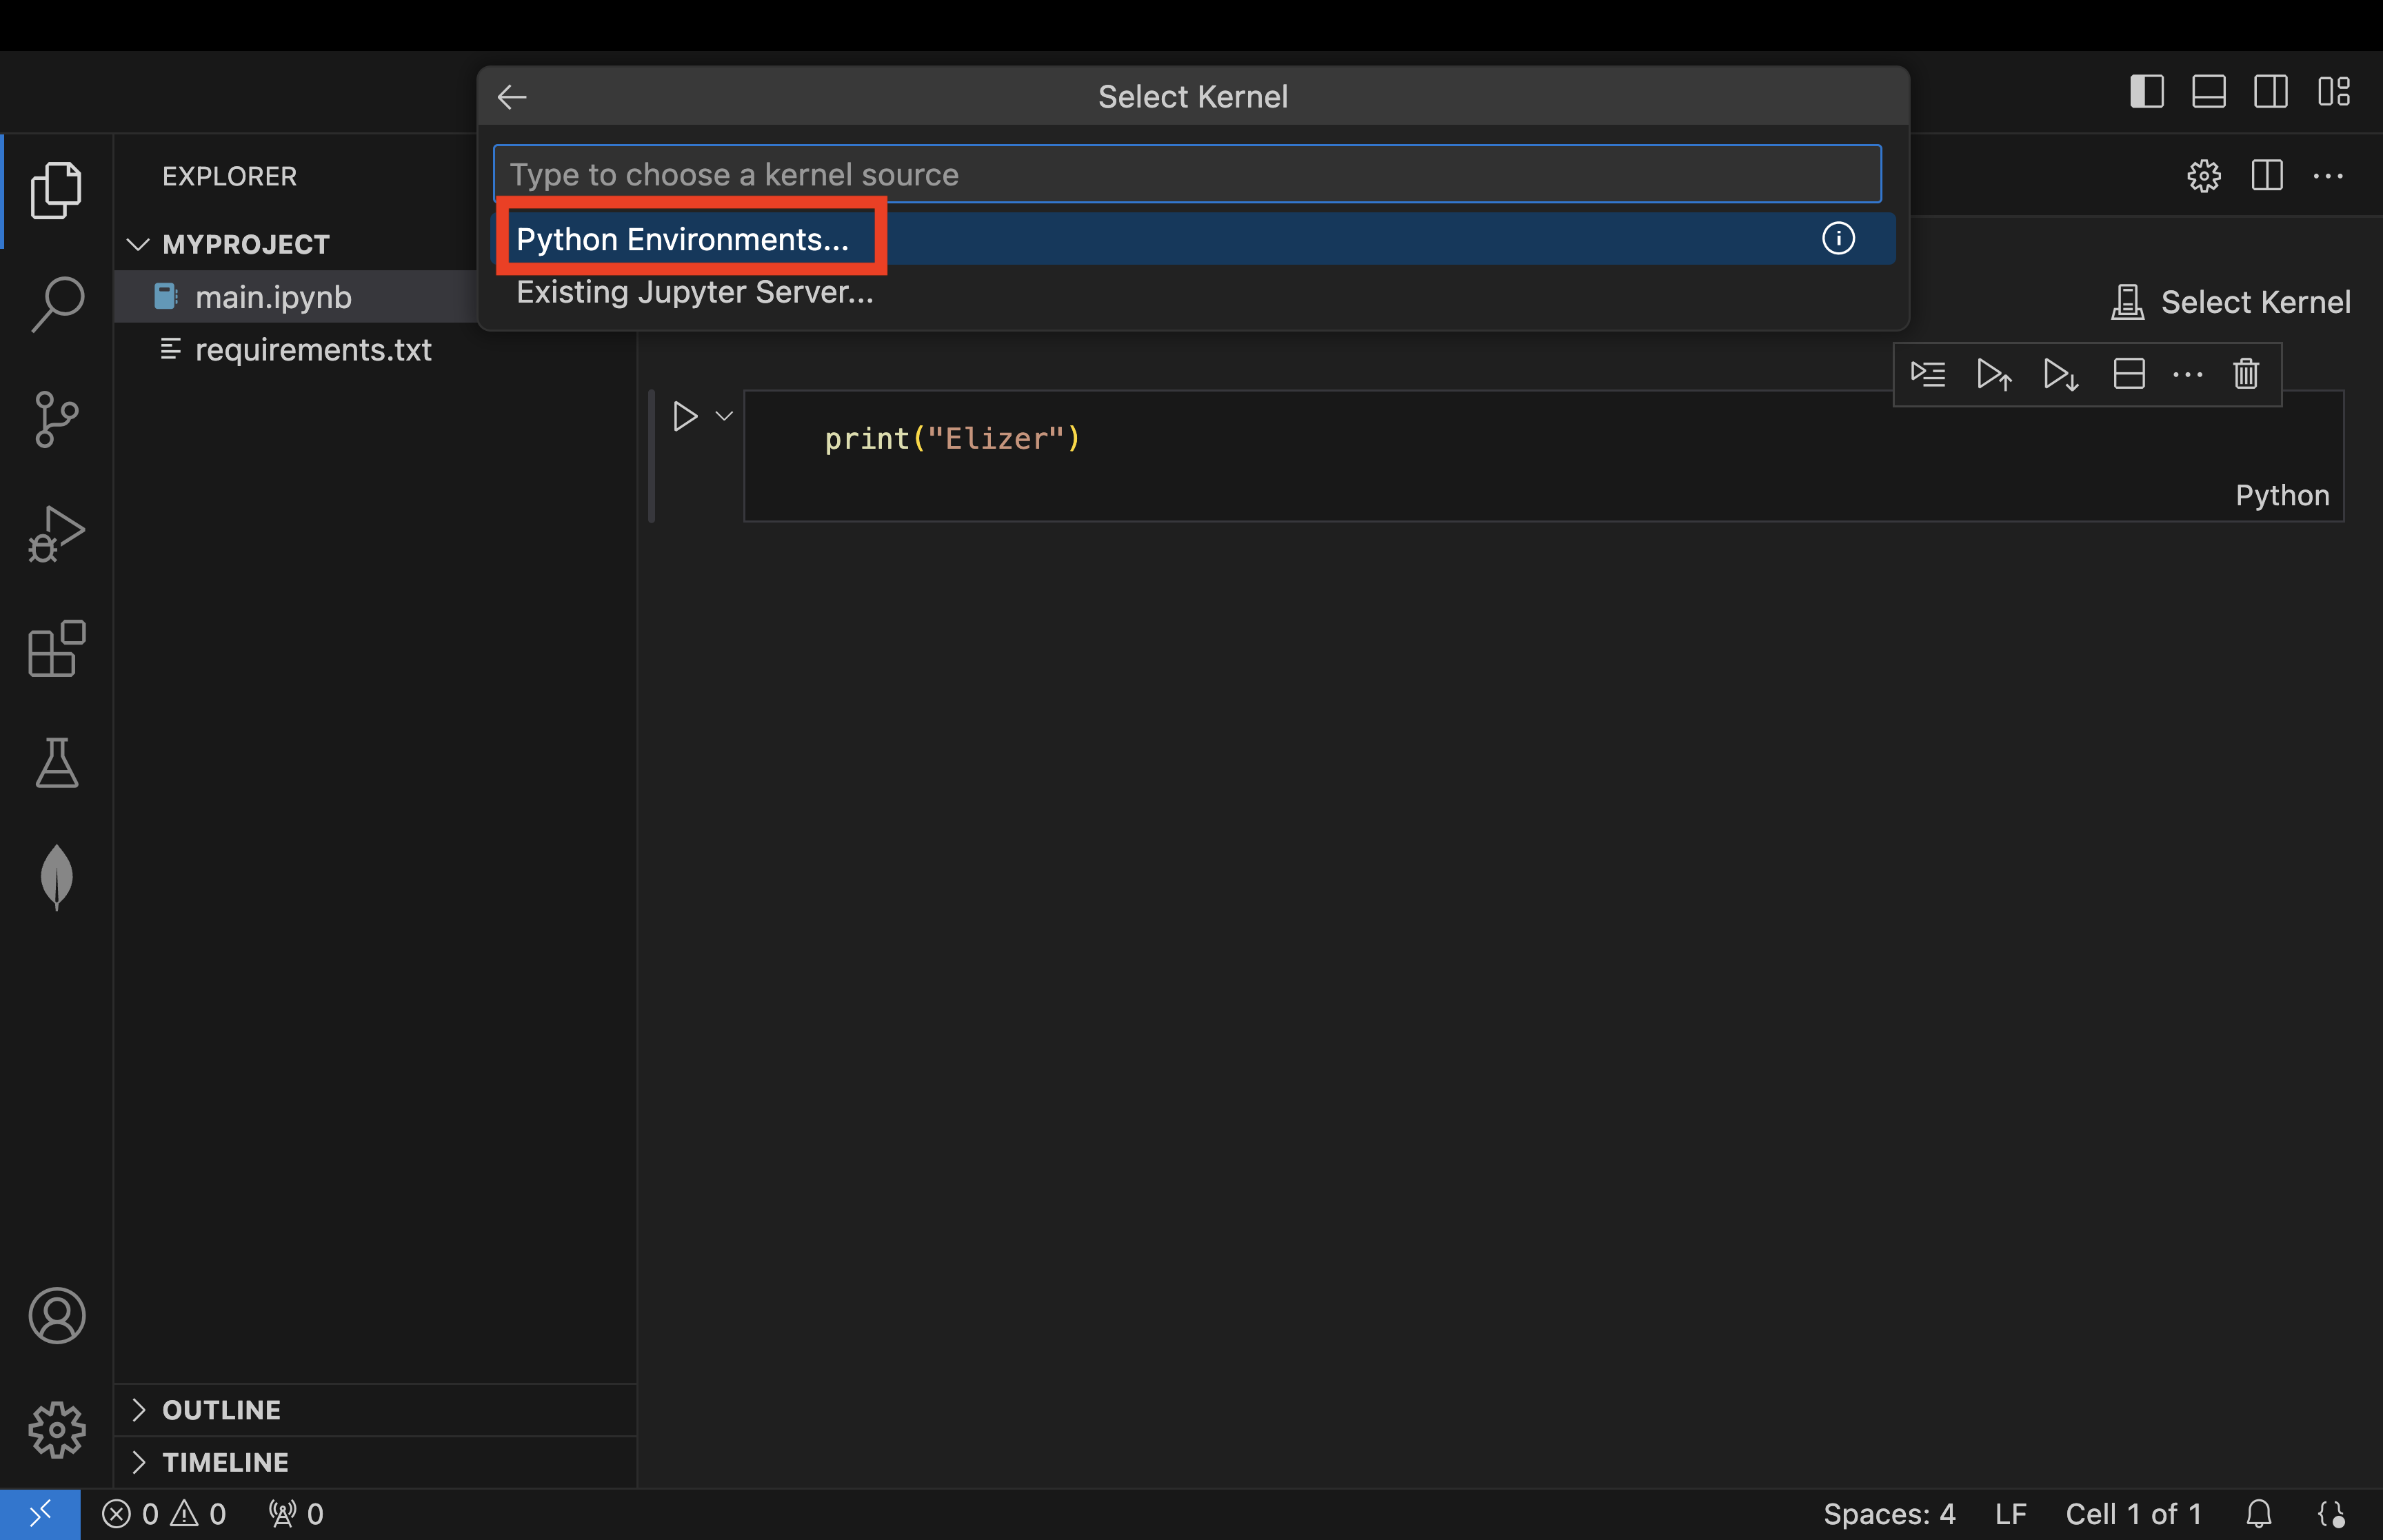 Select Kernel
Type to choose a kernel source
Python Environments...
Existing Jupyter Server...
EXPLORER
MYPROJECT
main.ipynb
requirements.txt
Select Kernel
print("Elizer")
Python
OUTLINE
TIMELINE
0 0 0
Spaces: 4 LF Cell 1 of 1